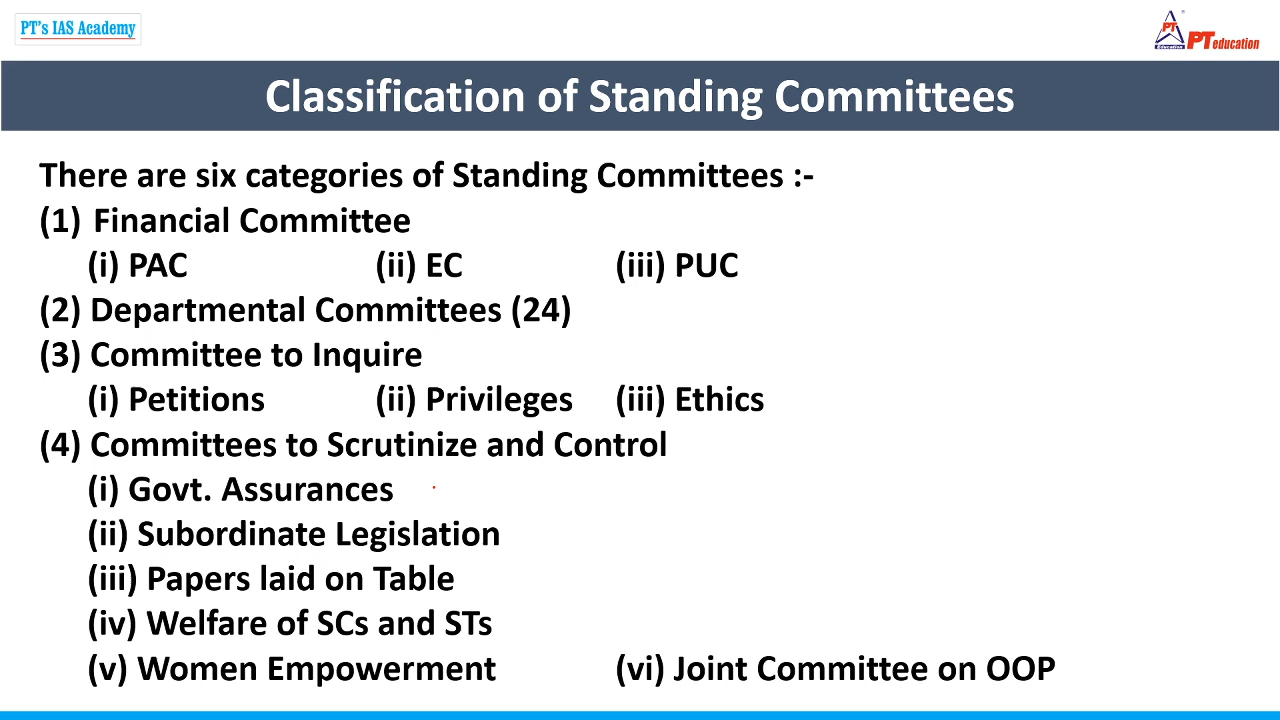 PT's IAS Academy
PT
Education
PT education
Classification of Standing Committees
There are six categories of Standing Committees :-
(1) Financial Committee
(i) PAC (ii) EC (iii) PUC
(2) Departmental Committees (24)
(3) Committee to Inquire
(i) Petitions (ii) Privileges (iii) Ethics
(4) Committees to Scrutinize and Control
(i) Govt. Assurances
(ii) Subordinate Legislation
(iii) Papers laid on Table
(iv) Welfare of SCs and STs
(v) Women Empowerment (vi) Joint Committee on OOP